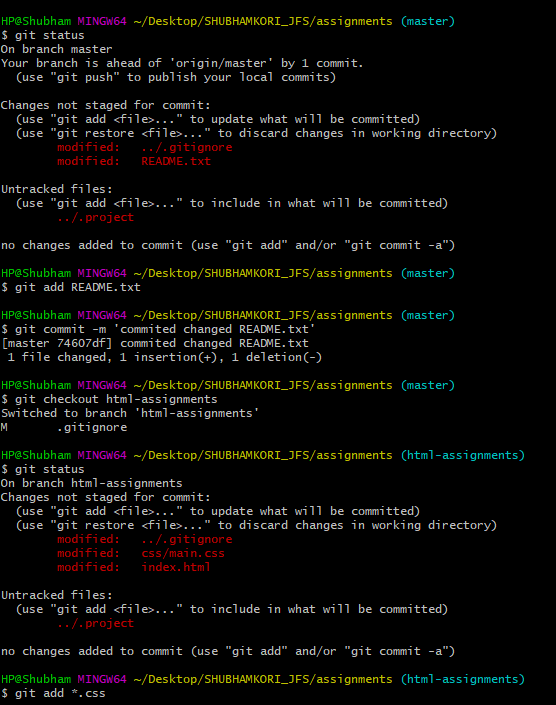 HP@Shubham MINGW64 ~/Desktop/SHUBHAMKORI_JFS/assignments (master)
$ git status
On branch master
Your branch is ahead of 'origin/master' by 1 commit.
  (use "git push" to publish your local commits)
Changes not staged for commit:
  (use "git add <file>..." to update what will be committed)
  (use "git restore <file>..." to discard changes in working directory)
        modified:   ../.gitignore
        modified:   README.txt
Untracked files:
  (use "git add <file>..." to include in what will be committed)
        ../.project
no changes added to commit (use "git add" and/or "git commit -a")
HP@Shubham MINGW64 ~/Desktop/SHUBHAMKORI_JFS/assignments (master)
$ git add README.txt
HP@Shubham MINGW64 ~/Desktop/SHUBHAMKORI_JFS/assignments (master)
$ git commit -m 'commited changed README.txt'
[master 74607df] commited changed README.txt
 1 file changed, 1 insertion(+), 1 deletion(-)
HP@Shubham MINGW64 ~/Desktop/SHUBHAMKORI_JFS/assignments (master)
$ git checkout html-assignments
Switched to branch 'html-assignments'
M       .gitignore
HP@Shubham MINGW64 ~/Desktop/SHUBHAMKORI_JFS/assignments (html-assignments)
$ git status
On branch html-assignments
Changes not staged for commit:
  (use "git add <file>..." to update what will be committed)
  (use "git restore <file>..." to discard changes in working directory)
        modified:   ../.gitignore
        modified:   css/main.css
        modified:   index.html
Untracked files:
  (use "git add <file>..." to include in what will be committed)
        ../.project
no changes added to commit (use "git add" and/or "git commit -a")
HP@Shubham MINGW64 ~/Desktop/SHUBHAMKORI_JFS/assignments (html-assignments)
$ git add *.css